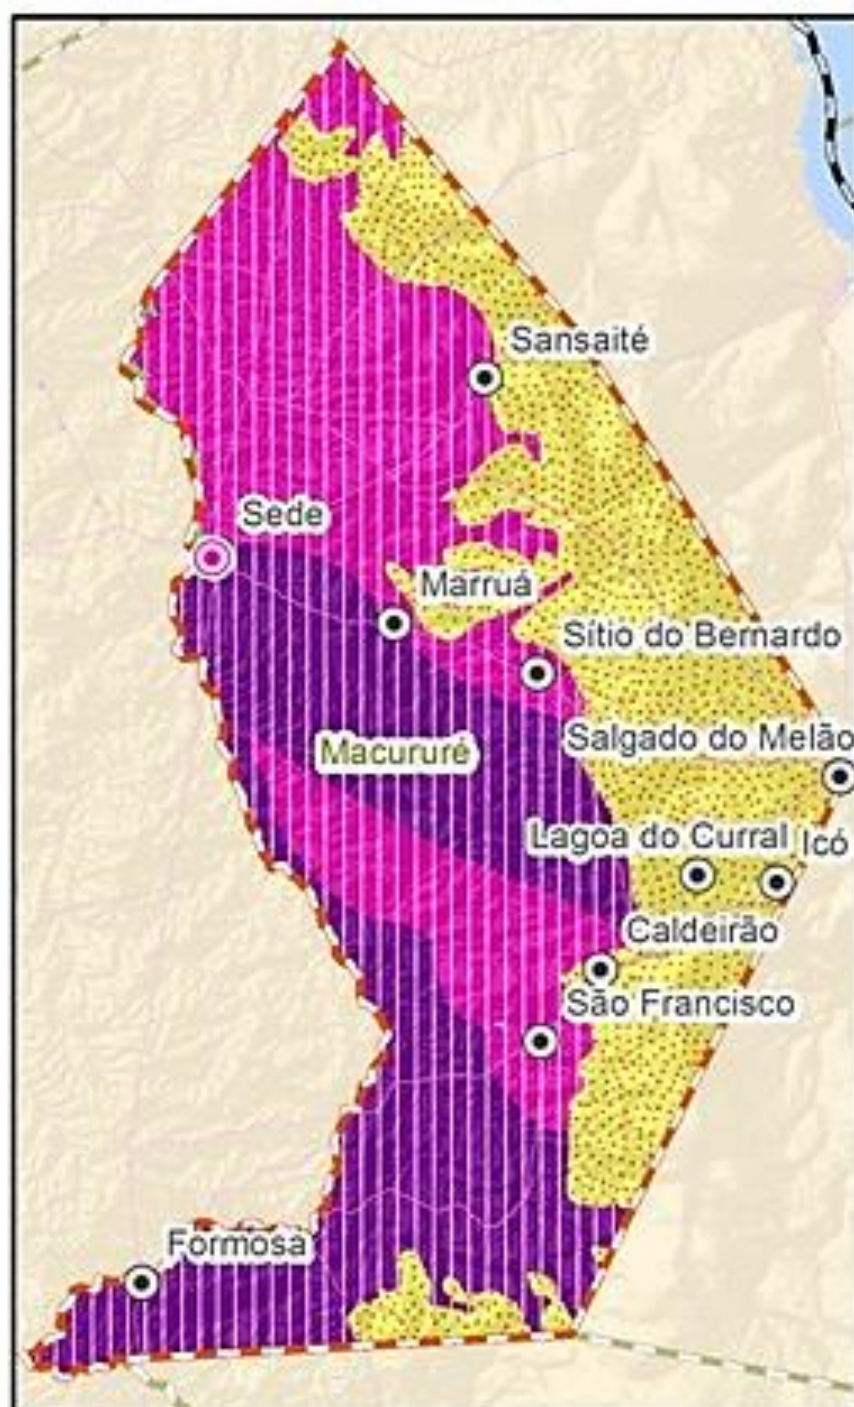 Sansaité
Sede
Marruá
Sítio do Bernardo
Salgado do Melão
Macururé
Lagoa do Curral
Icó
Caldeirão
São Francisco
Formosa